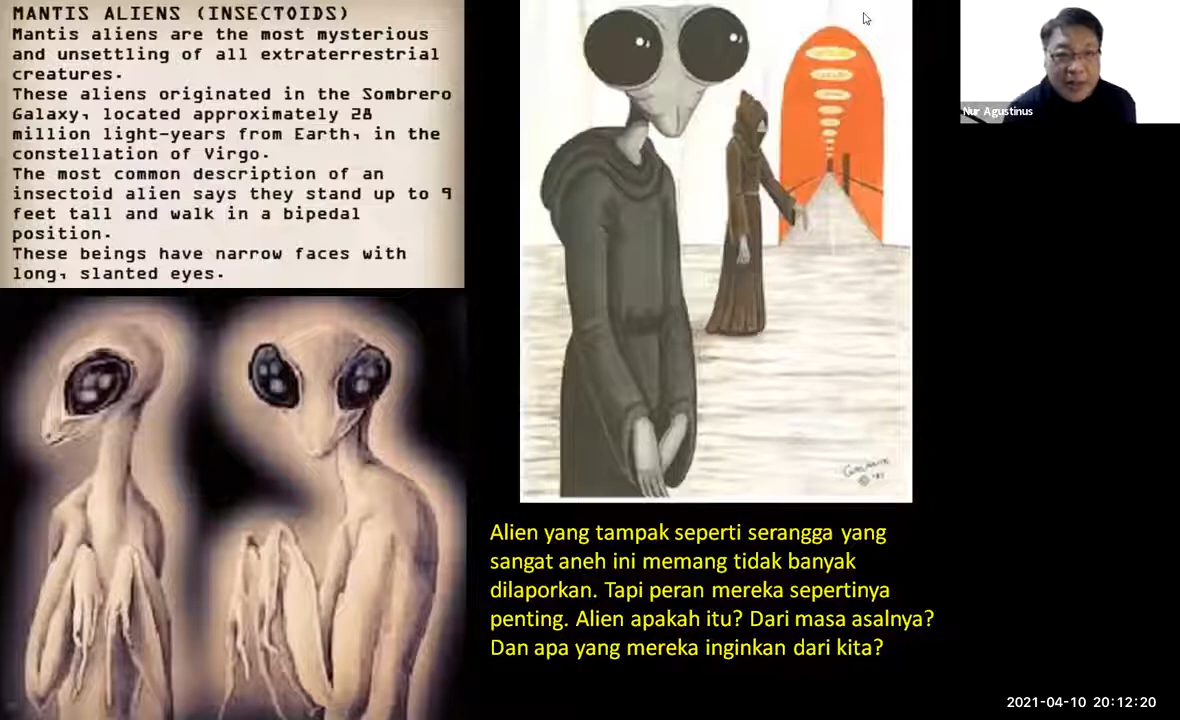 MANTIS ALIENS (INSECTOIDS)
Mantis aliens are the most mysterious
and unsettling of all extraterrestrial
creatures.
These aliens originated in the Sombrero
Galaxy, located approximately 28
million light-years from Earth, in the
constellation of Virgo.
The most common description of an
insectoid alien says they stand up to 9
feet tall and walk in a bipedal
position.
These beings have narrow faces with
long, slanted eyes.
Nur Agustinus
Alien yang tampak seperti serangga yang
sangat aneh ini memang tidak banyak
dilaporkan. Tapi peran mereka sepertinya
penting. Alien apakah itu? Dari masa asalnya?
Dan apa yang mereka inginkan dari kita?
2021-04-10 20:12:20